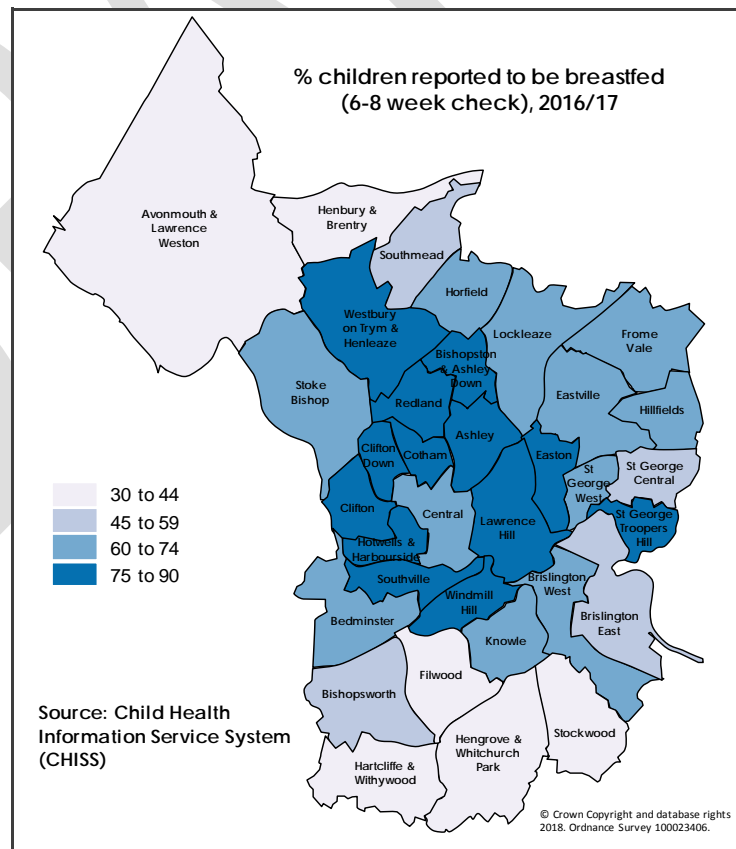 % children reported to be breastfed
(6-8 week check), 2016/17
Avonmouth &
Lawrence
Weston
Henbury &
Brentry
Southmead
Horfield
Westbury
on Trym &
Henleaze
Lockleaze
Frome
Vale
Bishopston
& Ashley
Down
Stoke
Bishop
Eastville
Redland
Hillfields
Ashley
Clifton
Down
Cotham
Easton
St George
Central
St
George
West
30 to 44
45 to 59
60 to 74
75 to 90
Clifton
Central
Lawrence
Hill
St George
Troopers
Hill
Hotwells &
Harbourside
Southville
Windmill
Hill
Brislington
West
Bedminster
Brislington
East
Knowle
Filwood
Bishopsworth
Source: Child Health
Information Service System
(CHISS)
Stockwood
Hengrove &
Whitchurch
Park
Hartcliffe &
Withywood
© Crown Copyright and database rights
2018. Ordnance Survey 100023406.